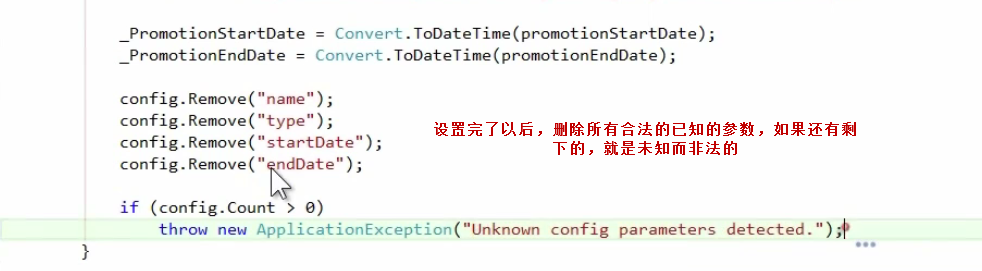 _PromotionStartDate = Convert.ToDateTime(promotionStartDate);
_PromotionEndDate = Convert.ToDateTime(promotionEndDate);
config.Remove("name");
config.Remove("type");
config.Remove("startDate");
config.Remove("endDate");
设置完了以后，删除所有合法的已知的参数，如果还有剩
下的，就是未知而非法的
if (config.Count > 0)
throw new ApplicationException("Unknown config parameters detected.");
}